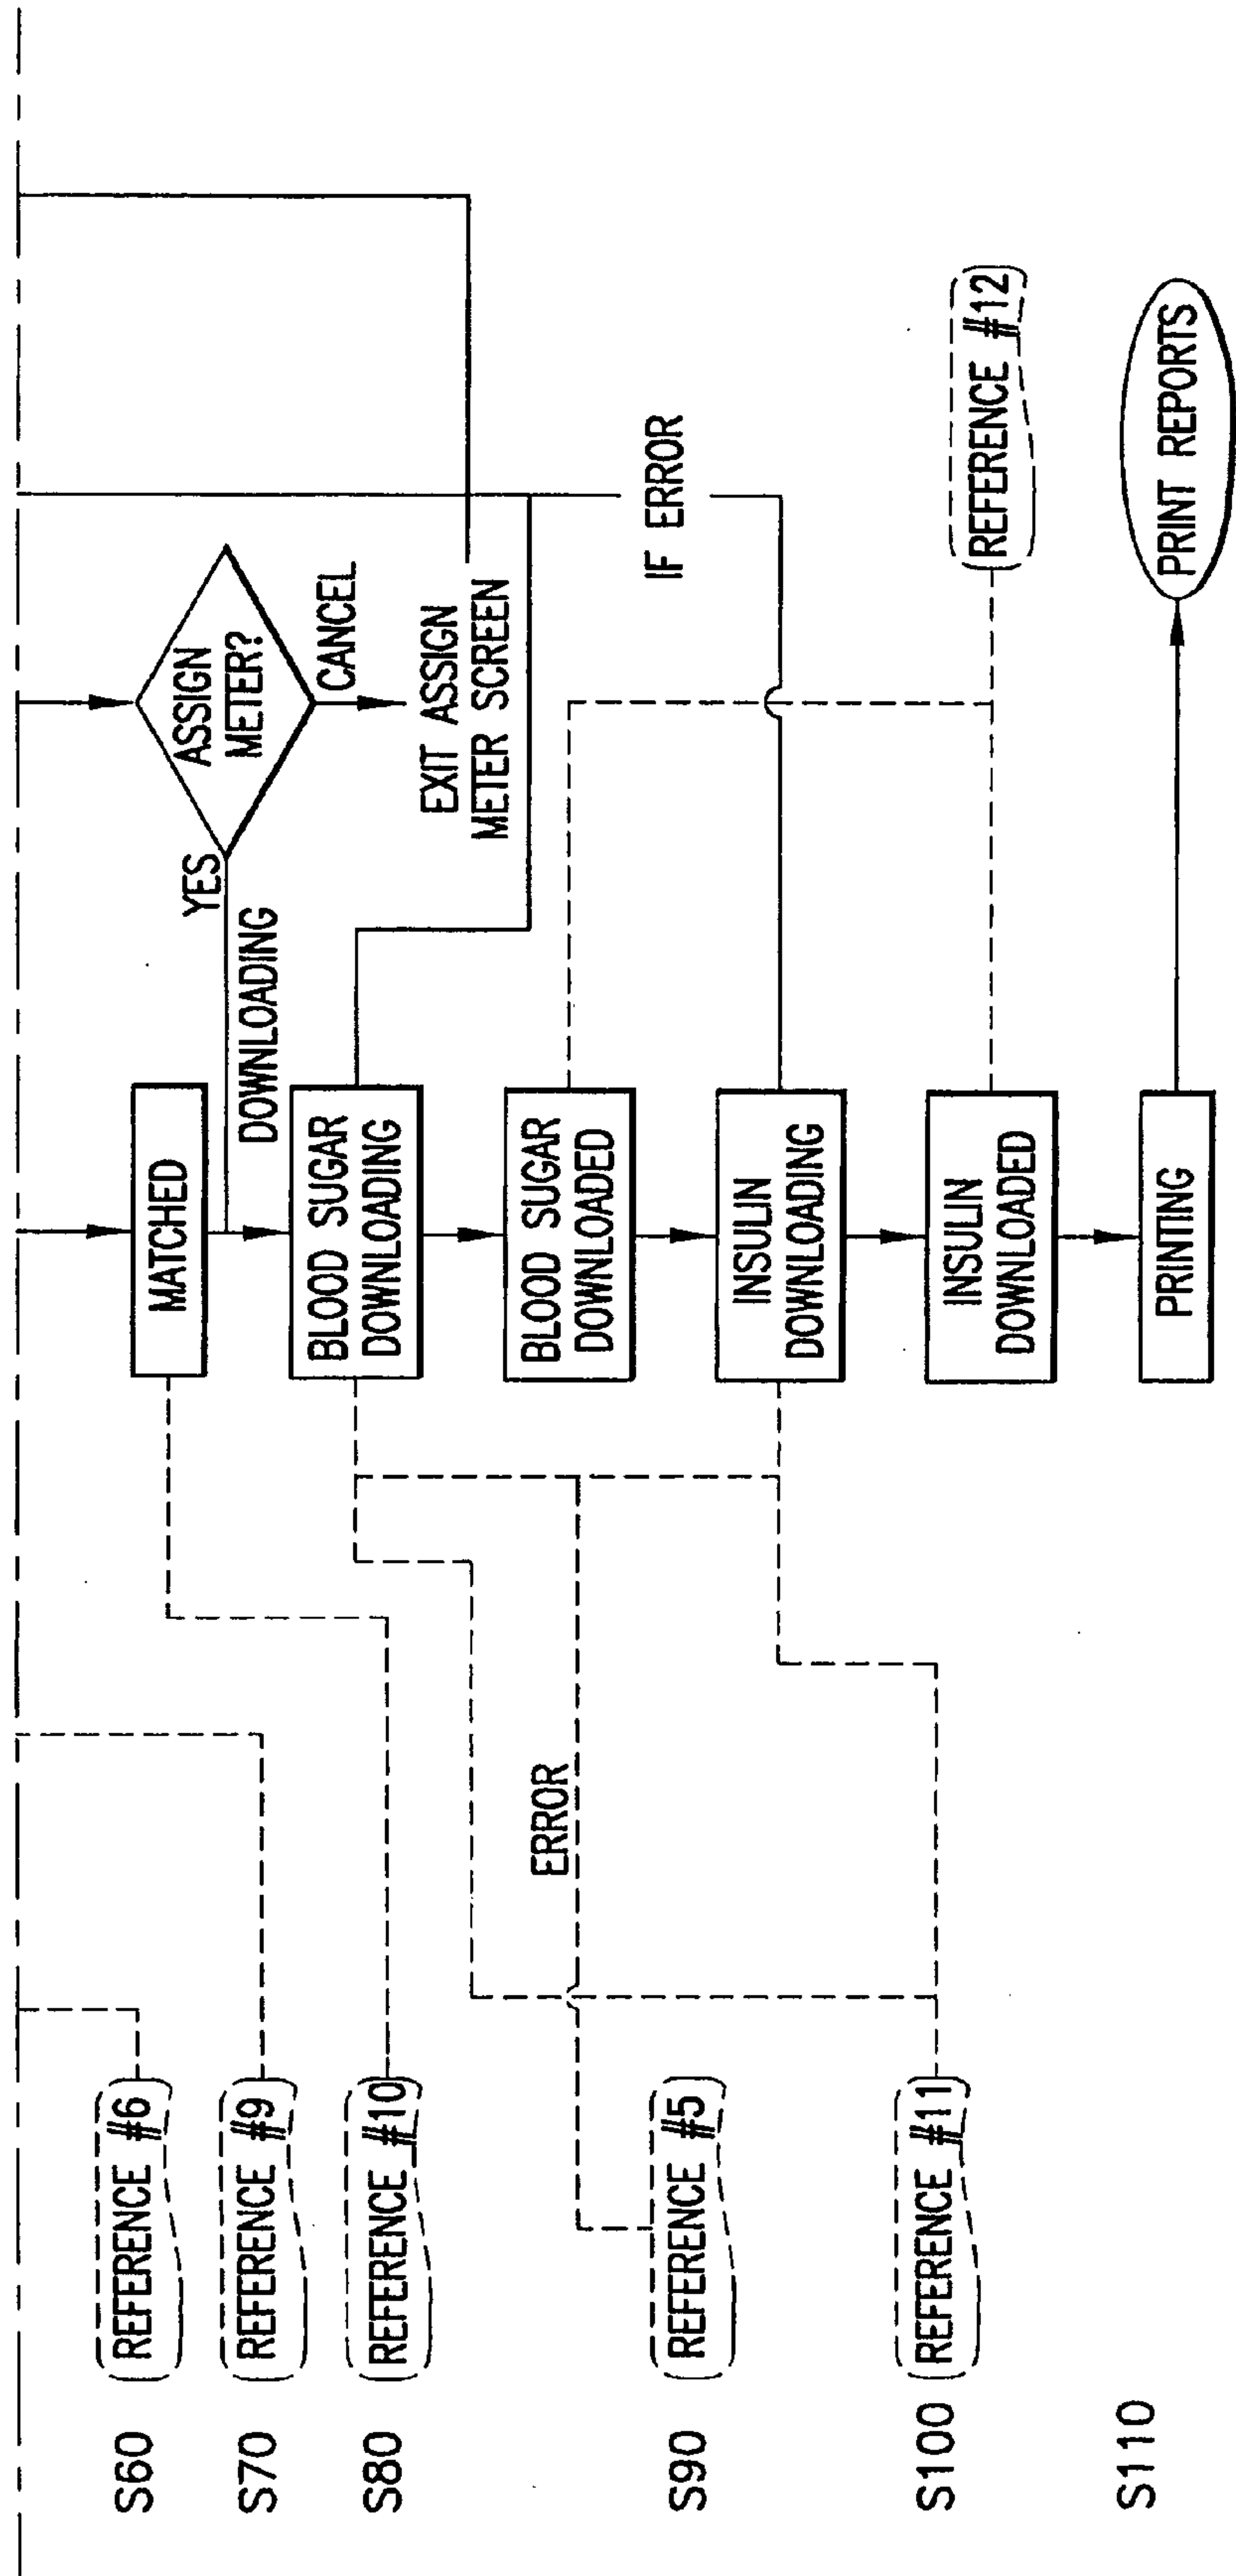 S60
REFERENCE #6
S70
REFERENCE #9
S80
REFERENCE #10
S90
REFERENCE #5
S100
REFERENCE #11
S110
ERROR
MATCHED
YES
DOWNLOADING
ASSIGN
METER?
CANCEL
EXIT ASSIGN
METER SCREEN
BLOOD SUGAR
DOWNLOADING
BLOOD SUGAR
DOWNLOADED
IF ERROR
INSULIN
DOWNLOADING
INSULIN
DOWNLOADED
REFERENCE #12
PRINTING
PRINT REPORTS